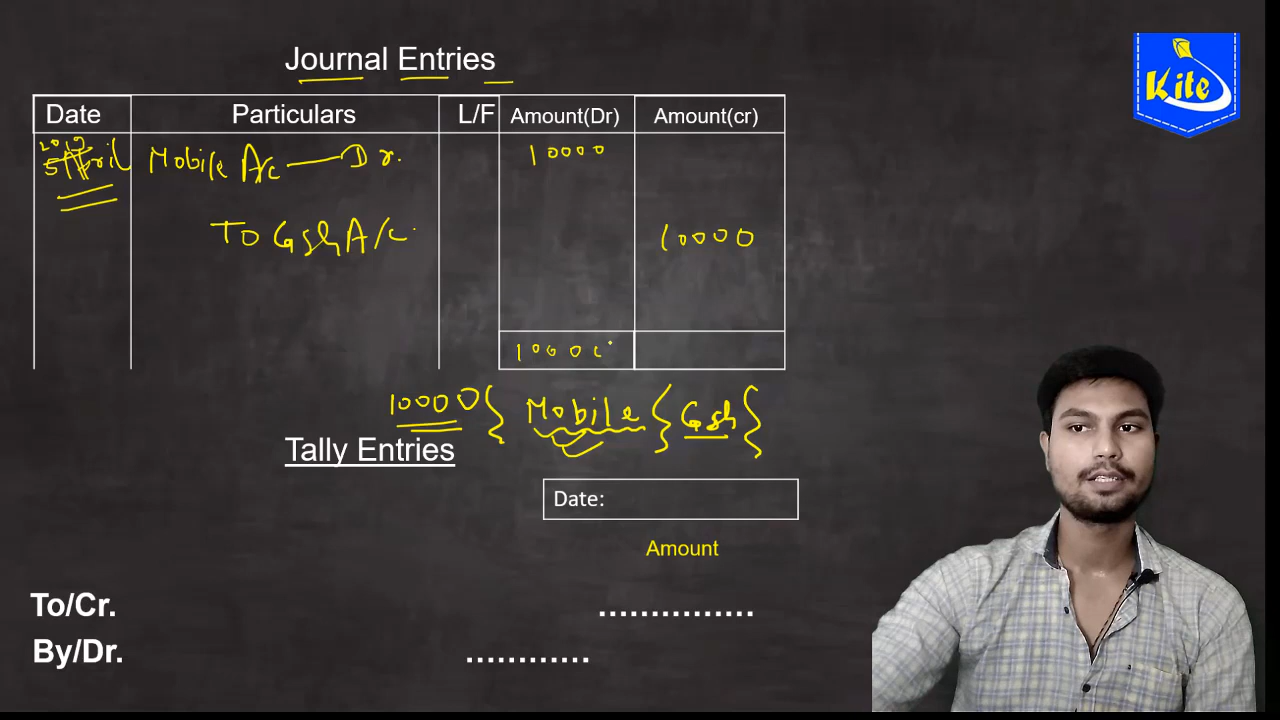 Journal Entries
Kite
Date Particulars L/F Amount(Dr) Amount(cr)
5 April Mobile A/c Dr. 10000
To Cash A/c 10000
10000
10000 { Mobile } Cash }
Tally Entries
Date:
Amount
To/Cr. ...............
By/Dr. ............